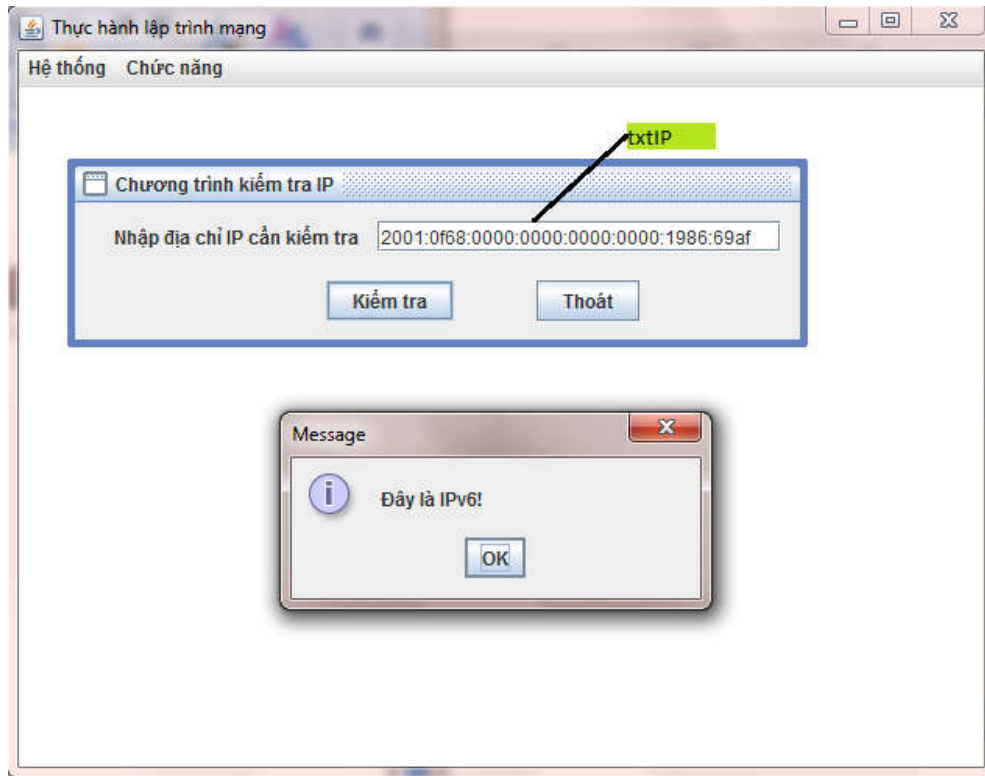 Thực hành lập trình mạng
Hệ thống Chức năng
txtIP
Chương trình kiểm tra IP
Nhập địa chỉ IP cần kiểm tra 2001:0f68:0000:0000:0000:0000:1986:69af
Kiểm tra Thoát
Message
Đây là IPv6!
OK